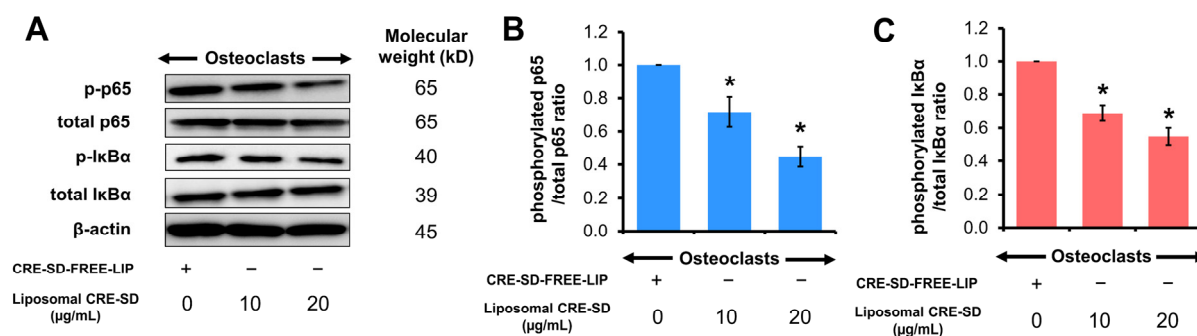 A
Osteoclasts
Molecular
weight (kD)
p-p65
65
total p65
65
p-IκBα
40
total IκBα
39
β-actin
45
CRE-SD-FREE-LIP
+ − −
Liposomal CRE-SD
(μg/mL)
0 10 20
B
phosphorylated p65
/total p65 ratio
1.2
1.0
0.8
0.6
0.4
0.2
0.0
*
*
Osteoclasts
CRE-SD-FREE-LIP
+ − −
Liposomal CRE-SD
(μg/mL)
0 10 20
C
phosphorylated IκBα
/total IκBα ratio
1.2
1.0
0.8
0.6
0.4
0.2
0.0
*
*
Osteoclasts
CRE-SD-FREE-LIP
+ − −
Liposomal CRE-SD
(μg/mL)
0 10 20